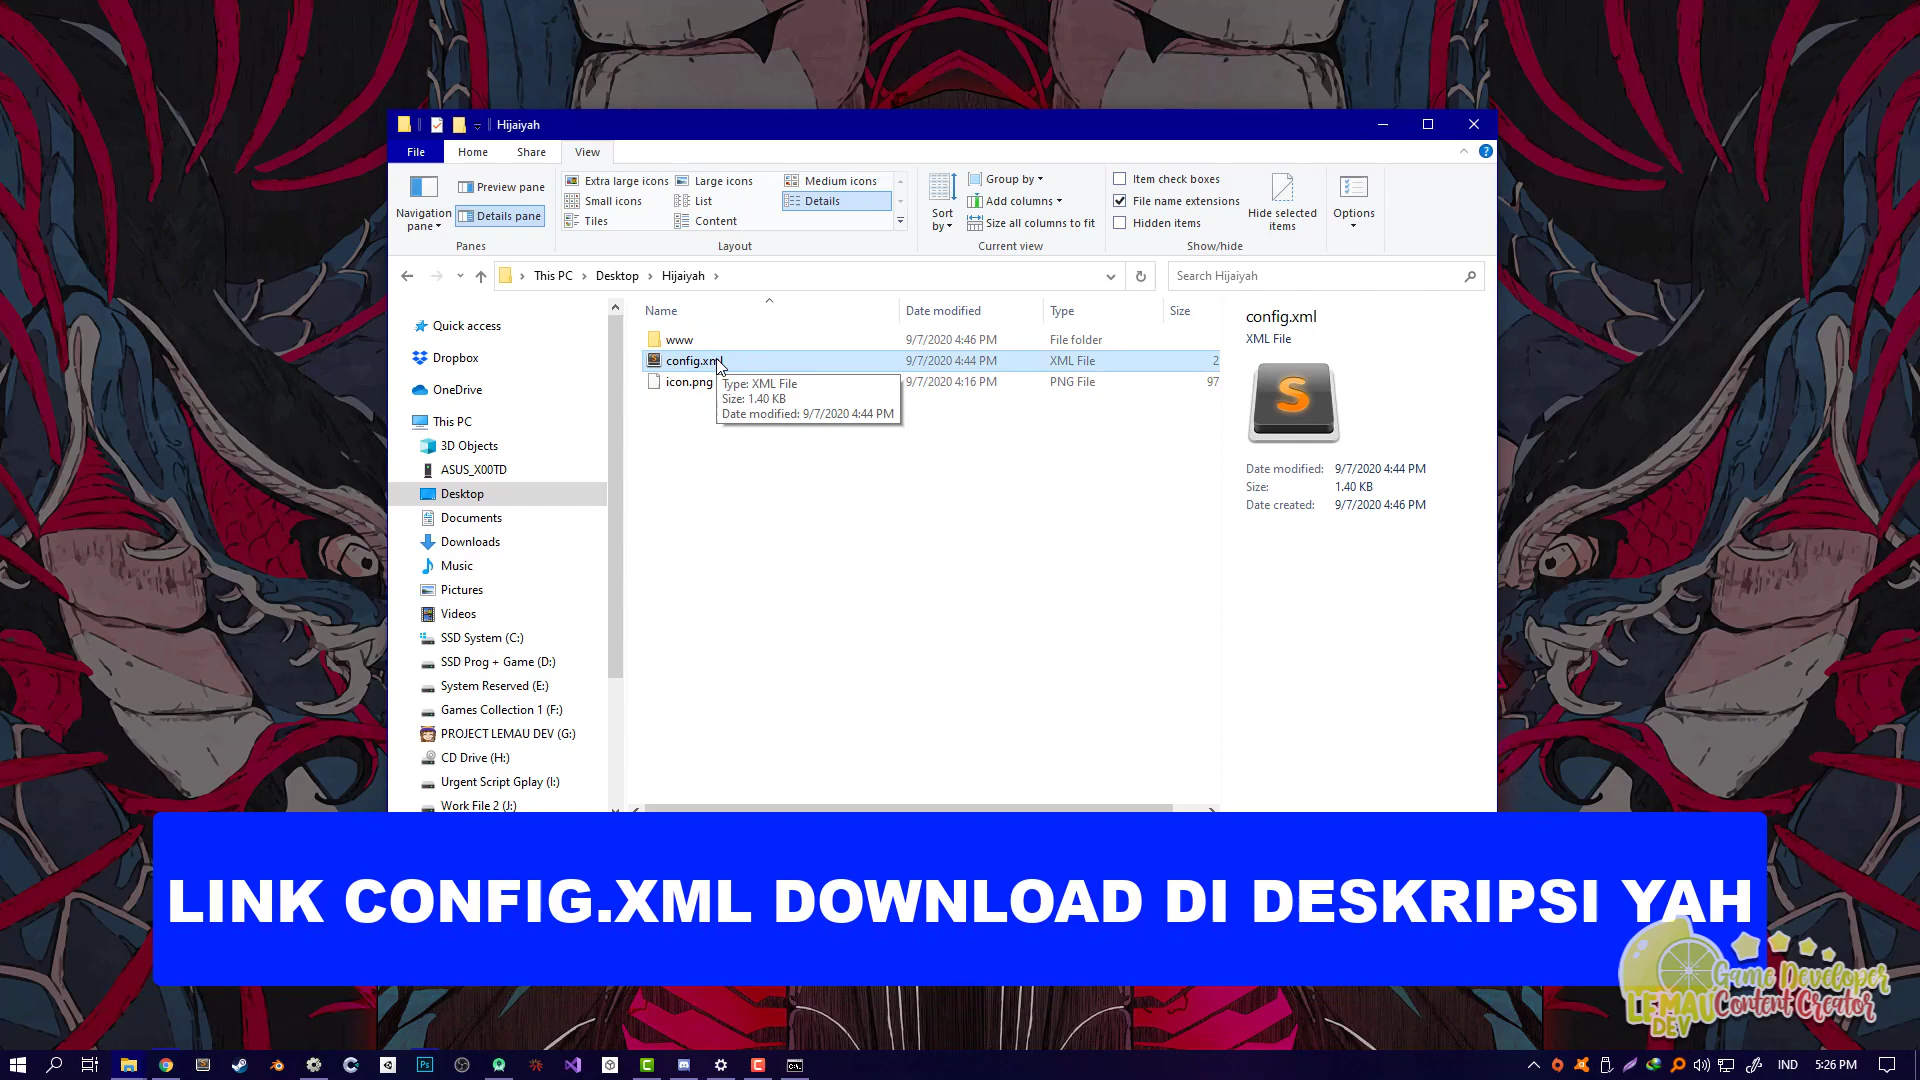 Hijaiyah
File
Home
Share
View
Navigation
pane
Preview pane
Details pane
Panes
Extra large icons
Large icons
Medium icons
Small icons
List
Details
Tiles
Content
Layout
Sort
by
Group by
Add columns
Size all columns to fit
Current view
Item check boxes
File name extensions
Hidden items
Hide selected
items
Show/hide
Options
This PC > Desktop > Hijaiyah >
Search Hijaiyah
Quick access
Dropbox
OneDrive
This PC
3D Objects
ASUS_X00TD
Desktop
Documents
Downloads
Music
Pictures
Videos
SSD System (C:)
SSD Prog + Game (D:)
System Reserved (E:)
Games Collection 1 (F:)
PROJECT LEMAU DEV (G:)
CD Drive (H:)
Urgent Script Gplay (I:)
Work File 2 (J:)
Name Date modified Type Size
www 9/7/2020 4:46 PM File folder
config.xml 9/7/2020 4:44 PM XML File 2
icon.png 9/7/2020 4:16 PM PNG File 97
Type: XML File
Size: 1.40 KB
Date modified: 9/7/2020 4:44 PM
config.xml
XML File
Date modified: 9/7/2020 4:44 PM
Size: 1.40 KB
Date created: 9/7/2020 4:46 PM
LINK CONFIG.XML DOWNLOAD DI DESKRIPSI YAH
Game Developer
Content Creator
LEMAU
DEV
IND
5:26 PM